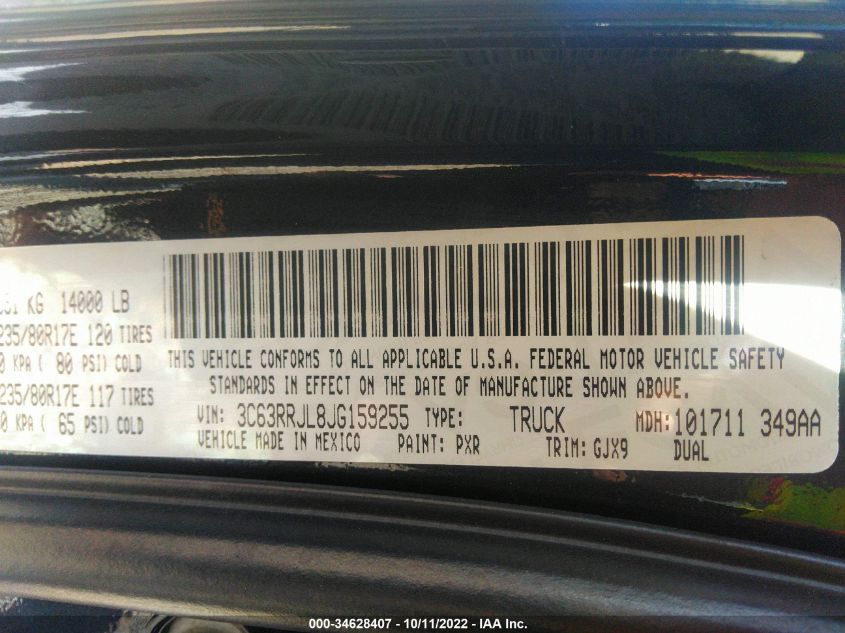 KG 14000 LB
235/80R17E 120 TIRES
0 KPA ( 80 PSI) COLD
235/80R17E 117 TIRES
0 KPA ( 65 PSI) COLD
THIS VEHICLE CONFORMS TO ALL APPLICABLE U.S.A. FEDERAL MOTOR VEHICLE SAFETY
STANDARDS IN EFFECT ON THE DATE OF MANUFACTURE SHOWN ABOVE.
VIN: 3C63RRJL8JG159255 TYPE: TRUCK MDH: 101711 349AA
VEHICLE MADE IN MEXICO PAINT: PXR TRIM: GJX9 DUAL
000-34628407 - 10/11/2022 - IAA Inc.